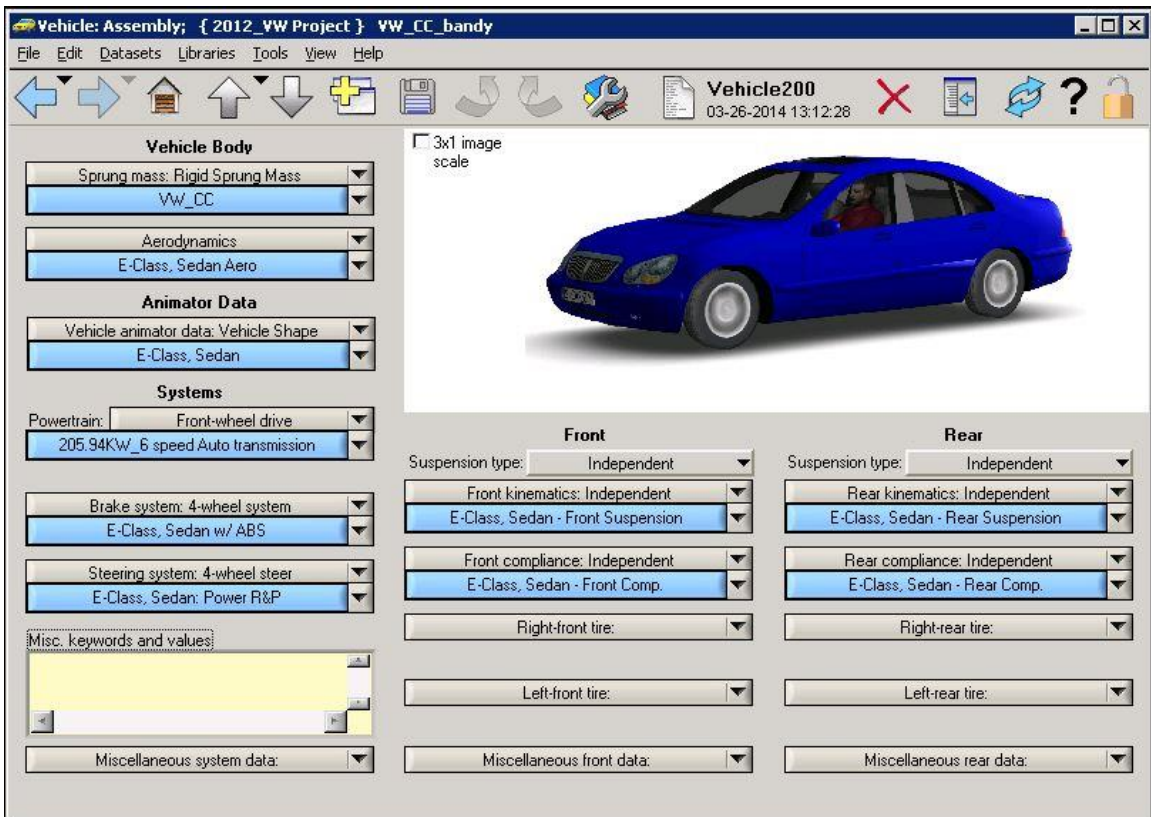 Vehicle: Assembly; { 2012_VW Project } VW_CC_bandy
File Edit Datasets Libraries Tools View Help
Vehicle200
03-26-2014 13:12:28
3x1 image
scale
Vehicle Body
Sprung mass: Rigid Sprung Mass
VW_CC
Aerodynamics
E-Class, Sedan Aero
Animator Data
Vehicle animator data: Vehicle Shape
E-Class, Sedan
Systems
Powertrain: Front-wheel drive
205.94KW_6 speed Auto transmission
Brake system: 4-wheel system
E-Class, Sedan w/ ABS
Steering system: 4-wheel steer
E-Class, Sedan: Power R&P
Misc. keywords and values
Miscellaneous system data:
Front
Suspension type: Independent
Front kinematics: Independent
E-Class, Sedan - Front Suspension
Front compliance: Independent
E-Class, Sedan - Front Comp.
Right-front tire:
Left-front tire:
Miscellaneous front data:
Rear
Suspension type: Independent
Rear kinematics: Independent
E-Class, Sedan - Rear Suspension
Rear compliance: Independent
E-Class, Sedan - Rear Comp.
Right-rear tire:
Left-rear tire:
Miscellaneous rear data: